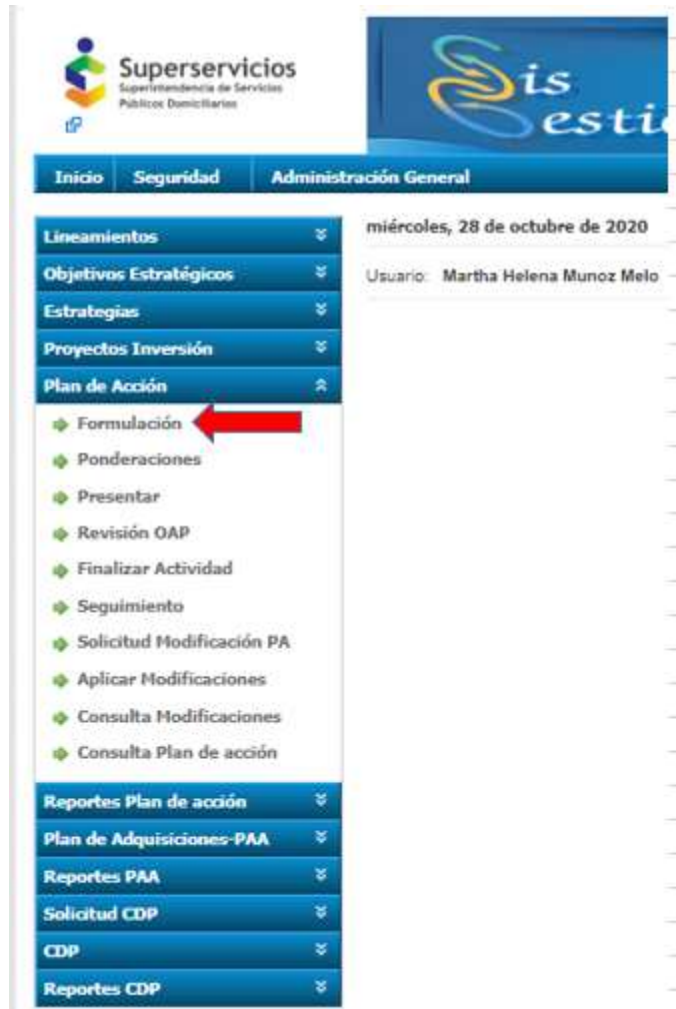 Superservicios
Superintendencia de Servicios
Públicos Domiciliarios
Sis
Gestio
Inicio Seguridad Administración General
miércoles, 28 de octubre de 2020
Usuario: Martha Helena Munoz Melo
Lineamientos
Objetivos Estratégicos
Estrategias
Proyectos Inversión
Plan de Acción
Formulación
Ponderaciones
Presentar
Revisión OAP
Finalizar Actividad
Seguimiento
Solicitud Modificación PA
Aplicar Modificaciones
Consulta Modificaciones
Consulta Plan de acción
Reportes Plan de acción
Plan de Adquisiciones-PAA
Reportes PAA
Solicitud CDP
CDP
Reportes CDP